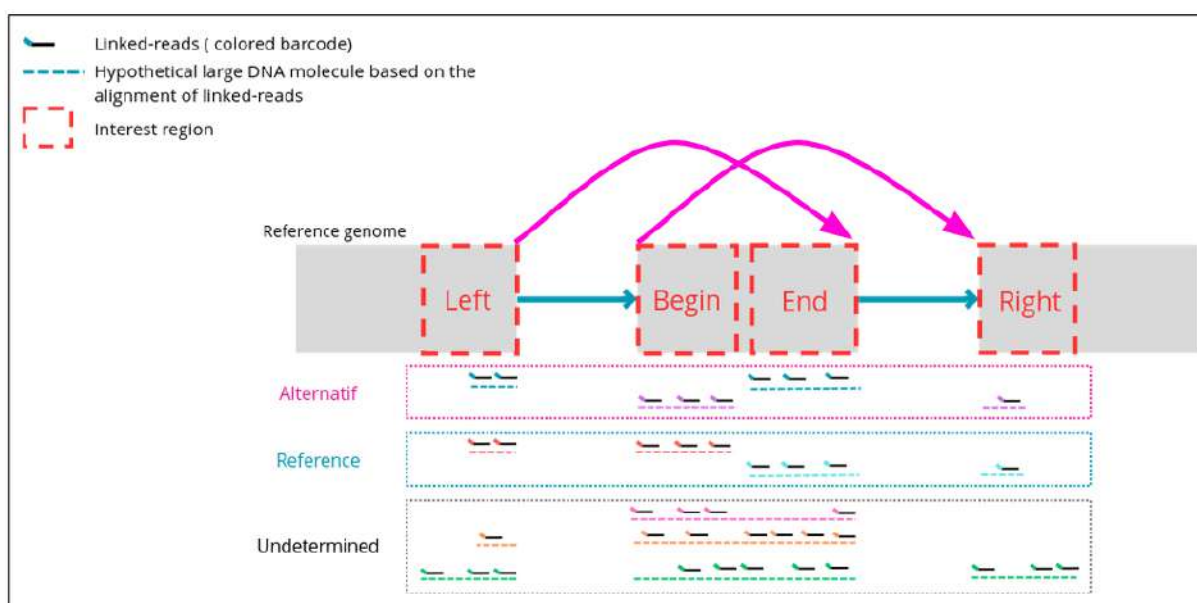 Linked-reads ( colored barcode)
Hypothetical large DNA molecule based on the
alignment of linked-reads
Interest region
Reference genome
Left
Begin
End
Right
Alternatif
Reference
Undetermined